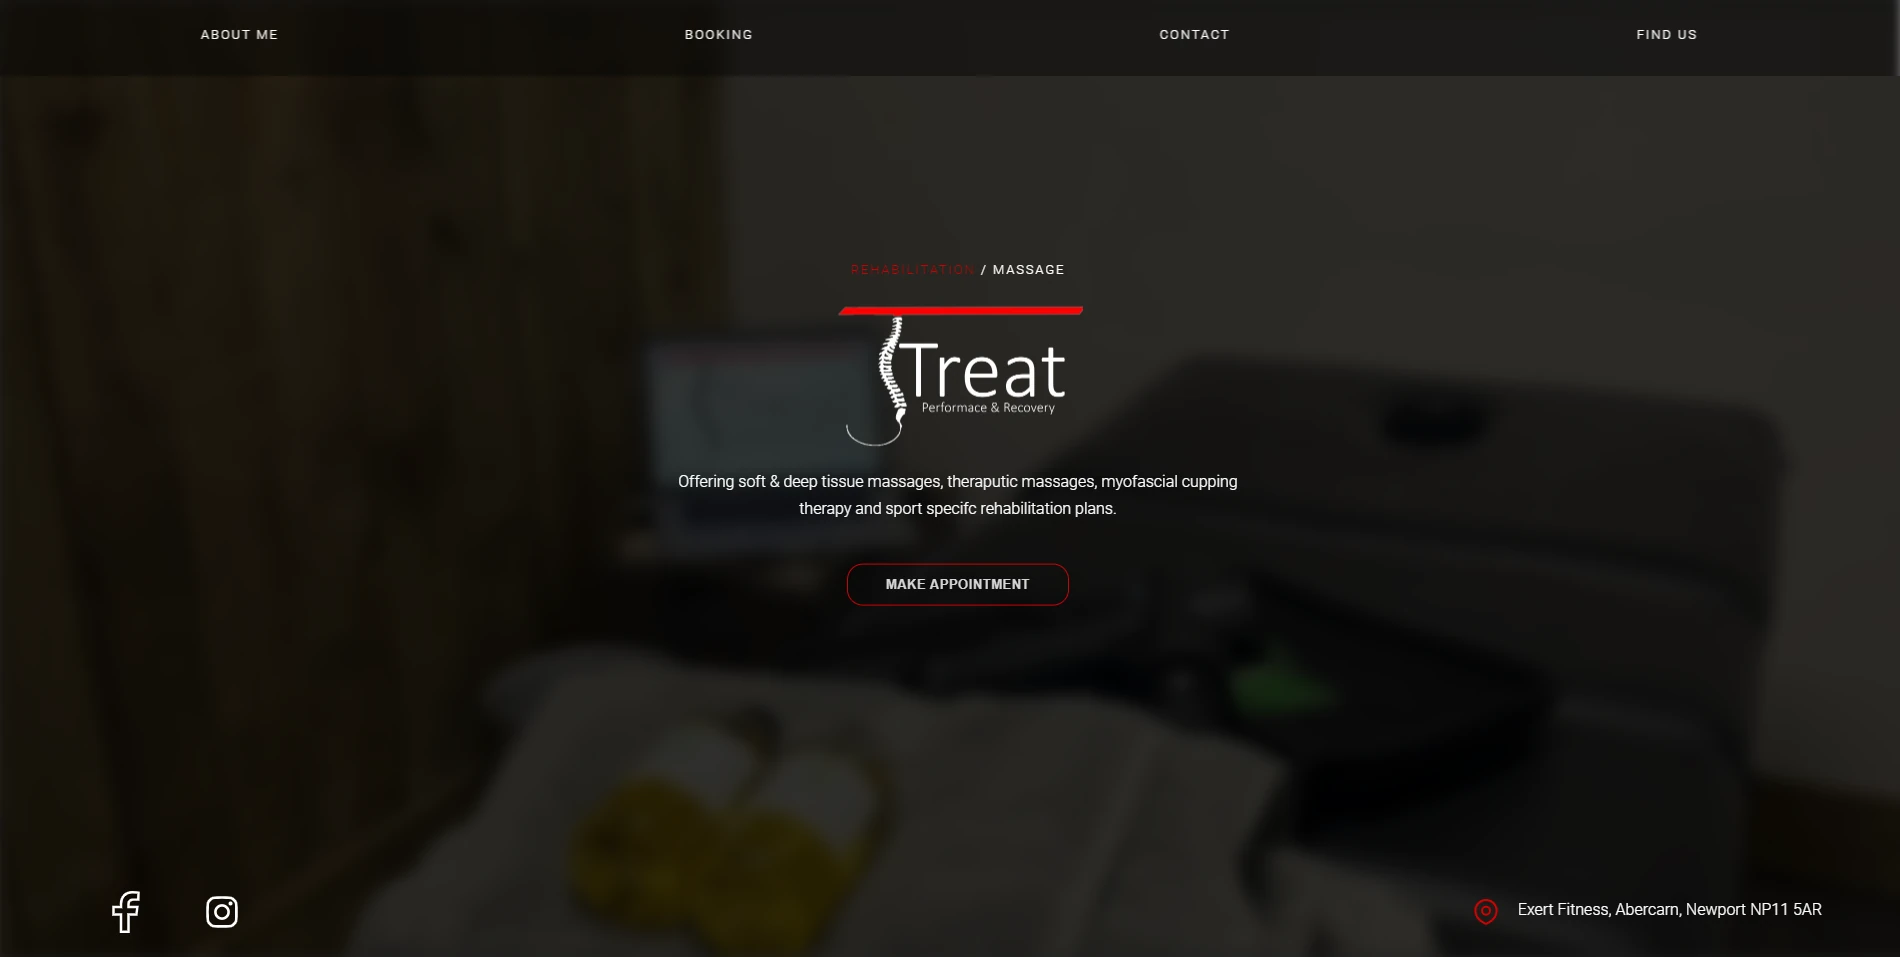 ABOUT ME
BOOKING
CONTACT
FIND US
REHABILITATION / MASSAGE
Treat
Performace & Recovery
Offering soft & deep tissue massages, theraputic massages, myofascial cupping
therapy and sport specifc rehabilitation plans.
MAKE APPOINTMENT
Exert Fitness, Abercarn, Newport NP11 5AR